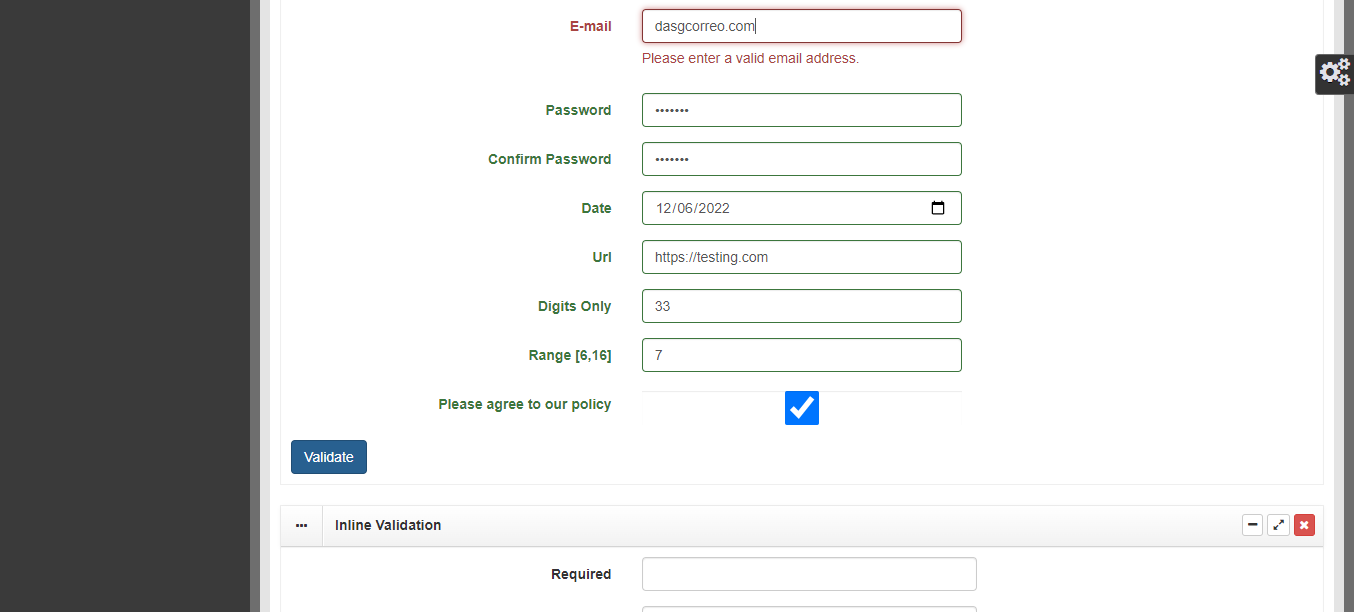 E-mail dasgcorreo.com
Please enter a valid email address.
Password •••••••
Confirm Password •••••••
Date 12/06/2022
Url https://testing.com
Digits Only 33
Range [6,16] 7
Please agree to our policy
Validate
Inline Validation
Required